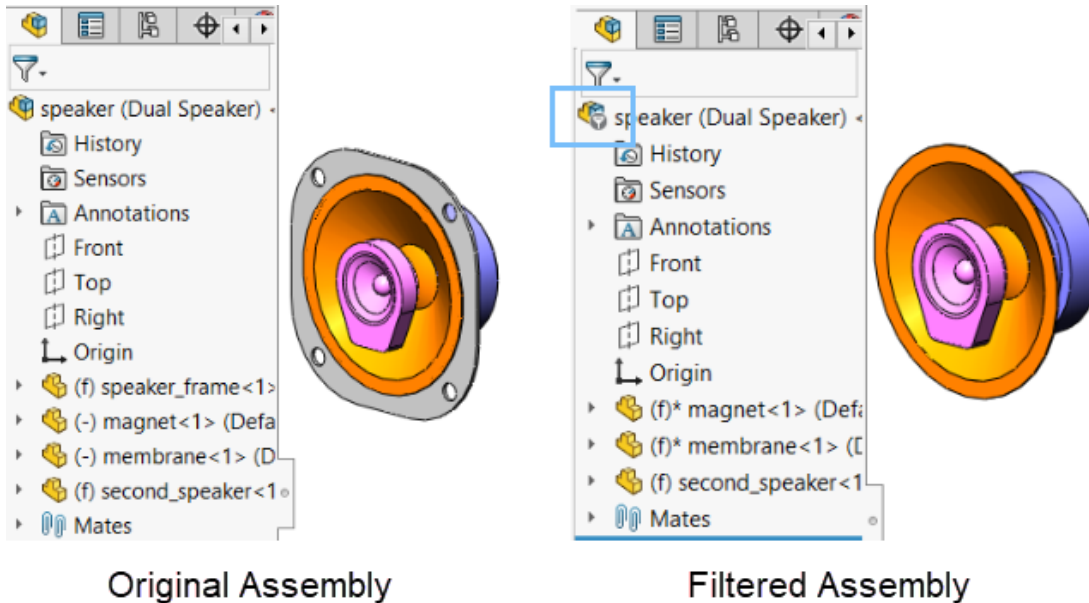 speaker (Dual Speaker)
History
Sensors
A Annotations
Front
Top
Right
Origin
(f) speaker_frame<1>
(-) magnet<1> (Defa
(-) membrane<1> (D
(f) second_speaker<1
Mates
Original Assembly
speaker (Dual Speaker)
History
Sensors
A Annotations
Front
Top
Right
Origin
(f)* magnet<1> (Defa
(f)* membrane<1> (D
(f) second_speaker<1
Mates
Filtered Assembly